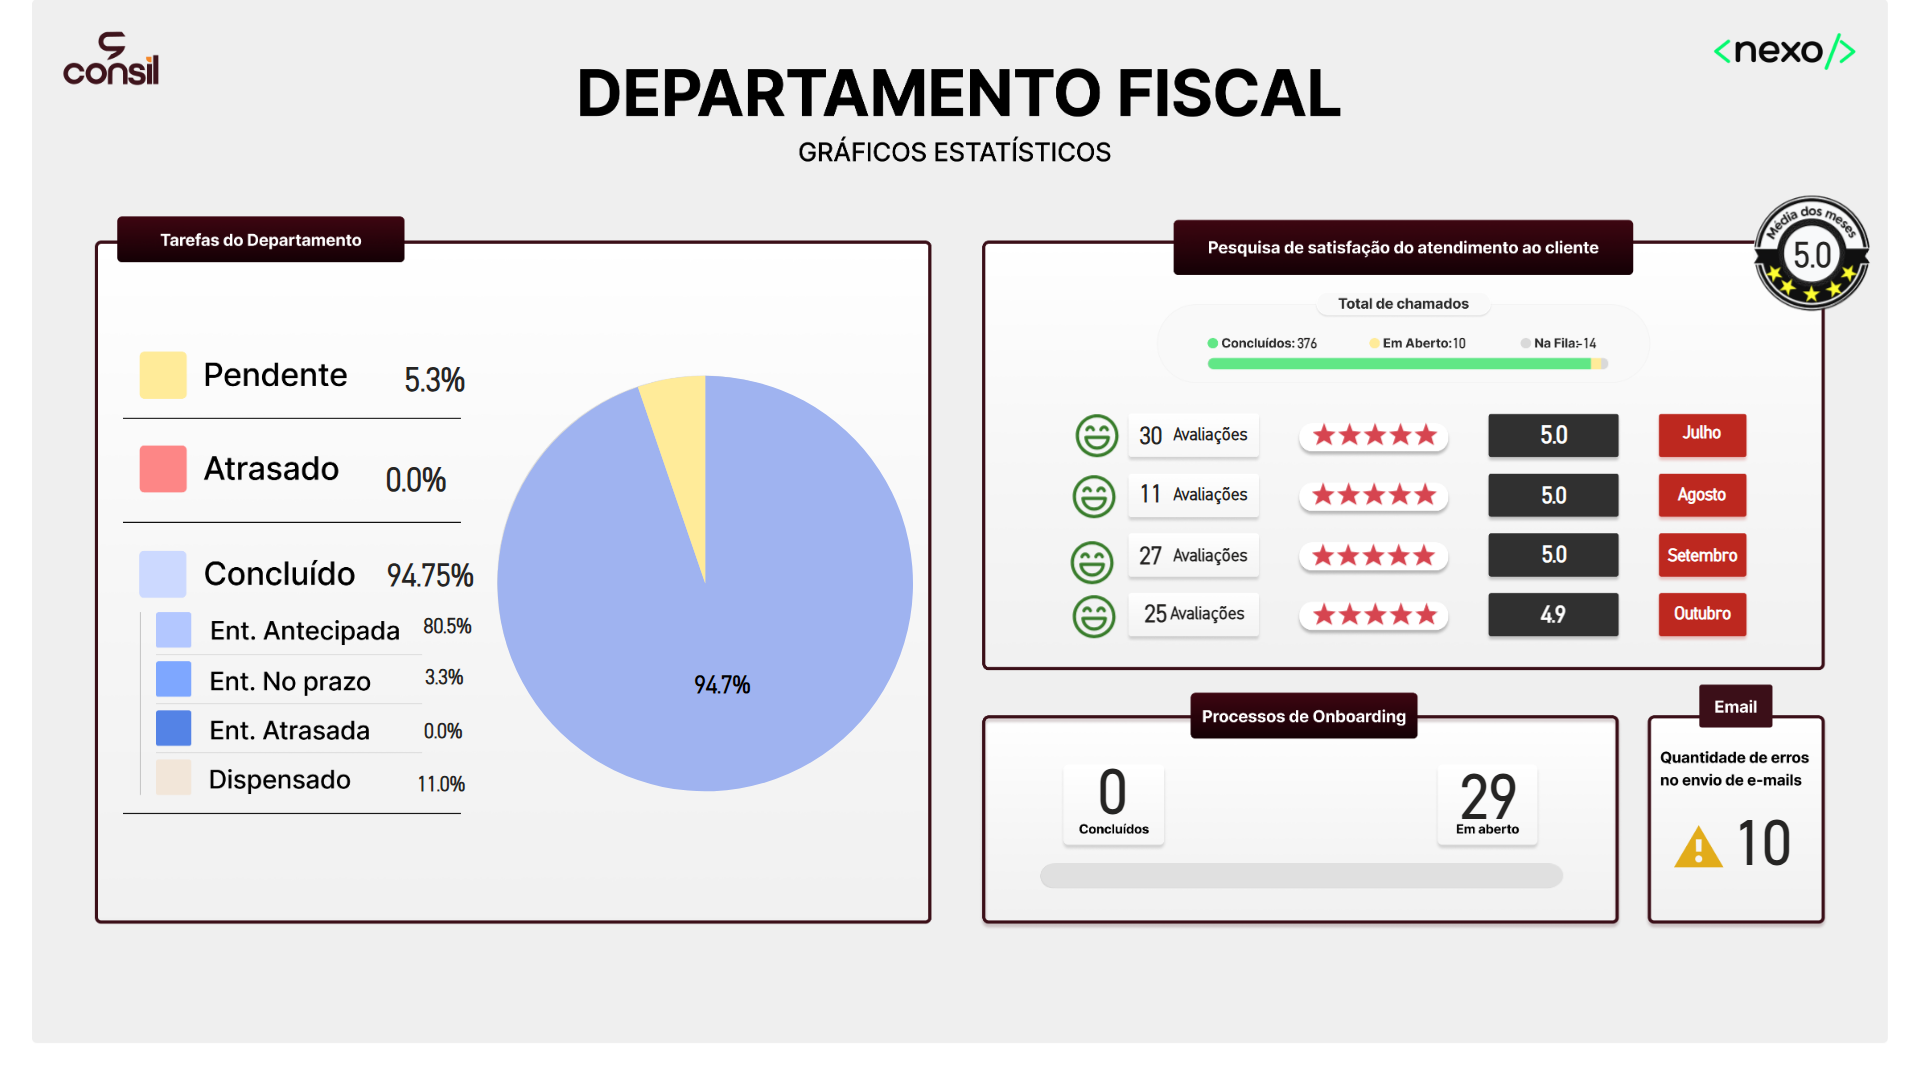 consil
<nexo/>
DEPARTAMENTO FISCAL
GRÁFICOS ESTATÍSTICOS
Tarefas do Departamento
Pendente 5.3%
Atrasado 0.0%
Concluído 94.75%
Ent. Antecipada 80.5%
Ent. No prazo 3.3%
Ent. Atrasada 0.0%
Dispensado 11.0%
94.7%
Pesquisa de satisfação do atendimento ao cliente
Média dos meses
5.0
Total de chamados
Concluídos: 376 Em Aberto: 10 Na Fila:-14
30 Avaliações 5.0 Julho
11 Avaliações 5.0 Agosto
27 Avaliações 5.0 Setembro
25 Avaliações 4.9 Outubro
Processos de Onboarding
0
Concluídos
29
Em aberto
Email
Quantidade de erros
no envio de e-mails
10